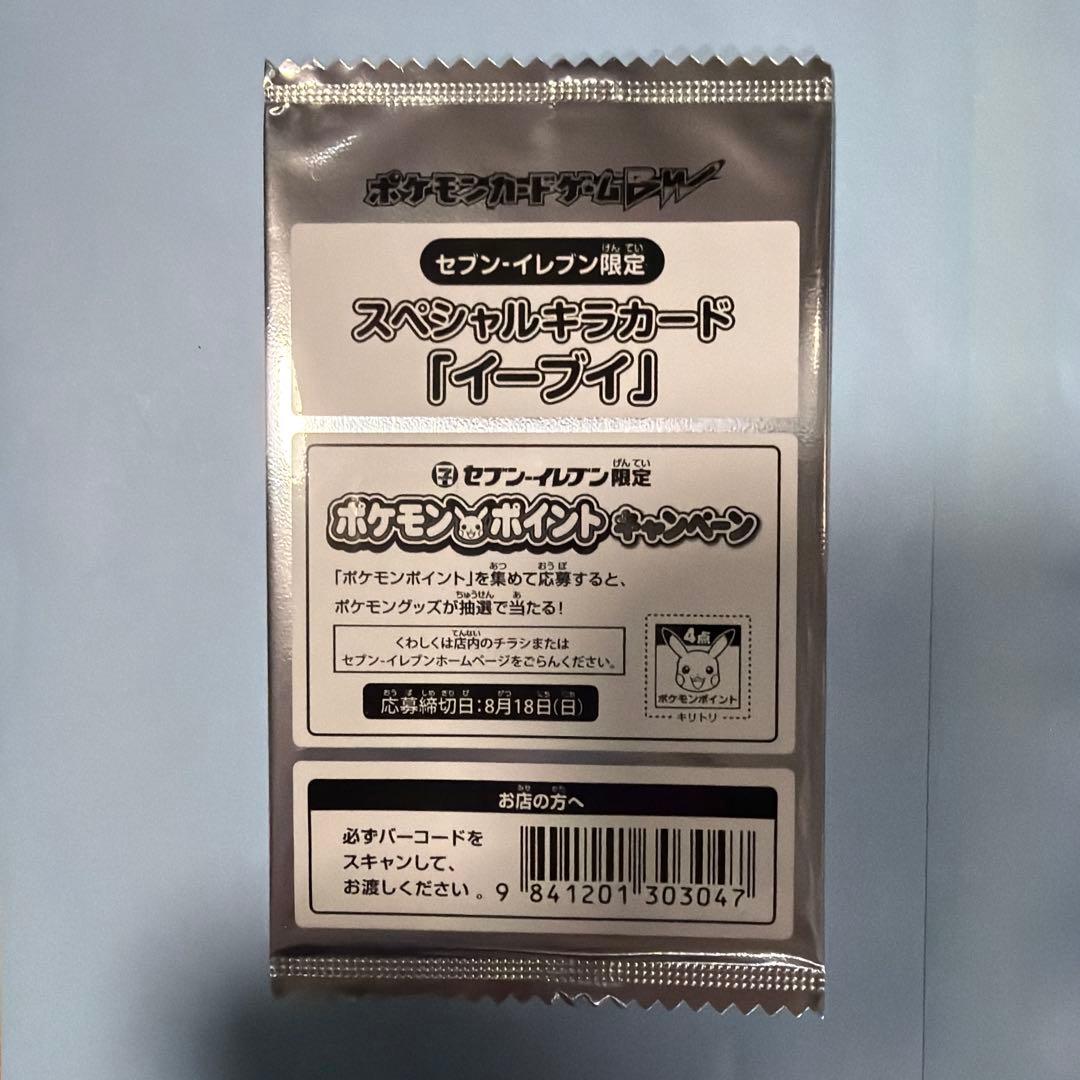 ポケモンカードゲームBW
セブン-イレブン限定
スペシャルキラカード
「イーブイ」
セブン-イレブン限定
ポケモンポイントキャンペーン
「ポケモンポイント」を集めて応募すると、
ポケモングッズが抽選で当たる!
くわしくは店内のチラシまたは
セブン-イレブンホームページをごらんください。
応募締切日:8月18日(日)
4点
ポケモンポイント
キリトリ
お店の方へ
必ずバーコードを
スキャンして、
お渡しください。
9 841201 303047